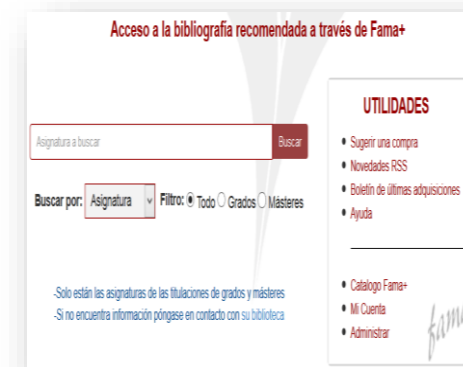 Acceso a la bibliografia recomendada a través de Fama+
Asignatura a buscar
Buscar
Buscar por: Asignatura Filtro: Todo Grados Másteres
-Solo están las asignaturas de las titulaciones de grados y másteres
-Si no encuentra información póngase en contacto con su biblioteca
UTILIDADES
Sugerir una compra
Novedades RSS
Boletín de últimas adquisiciones
Ayuda
Catalogo Fama+
Mi Cuenta
Administrar